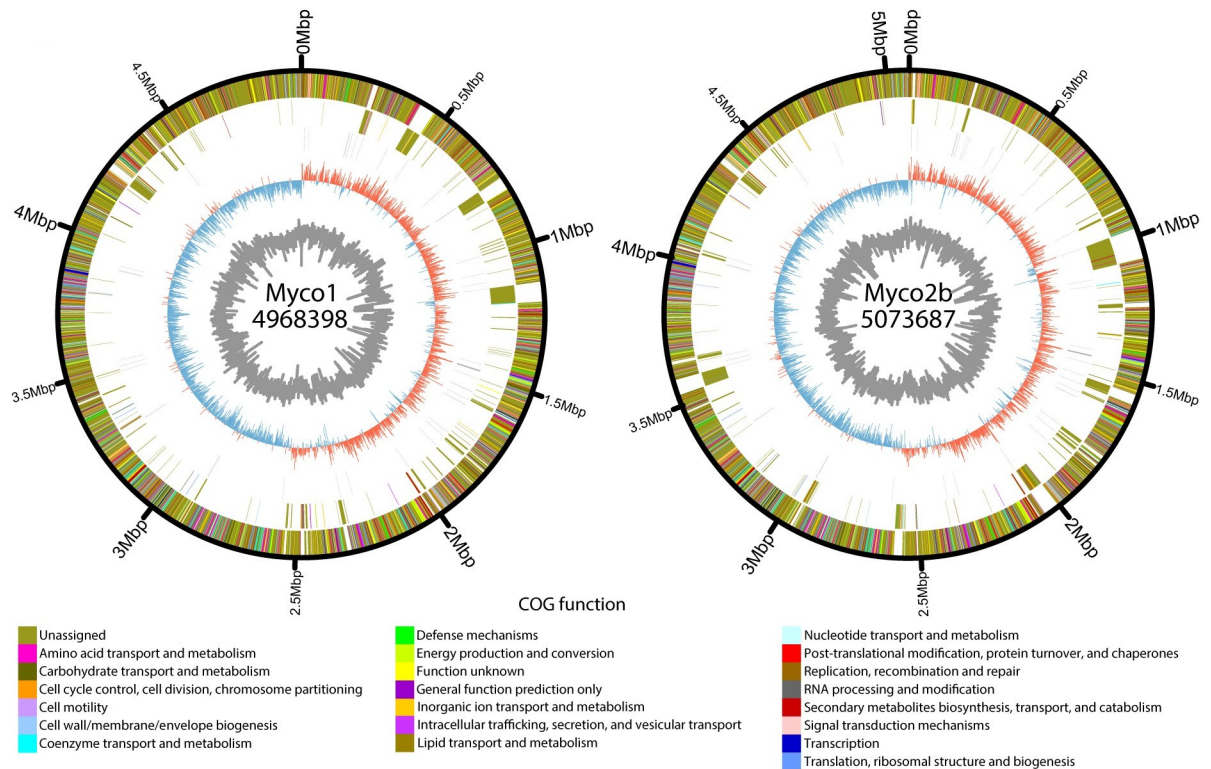 0Mbp
0.5Mbp
1Mbp
1.5Mbp
2Mbp
2.5Mbp
3Mbp
3.5Mbp
4Mbp
4.5Mbp
Myco1
4968398
0Mbp
0.5Mbp
1Mbp
1.5Mbp
2Mbp
2.5Mbp
3Mbp
3.5Mbp
4Mbp
4.5Mbp
5Mbp
Myco2b
5073687
COG function
Unassigned
Amino acid transport and metabolism
Carbohydrate transport and metabolism
Cell cycle control, cell division, chromosome partitioning
Cell motility
Cell wall/membrane/envelope biogenesis
Coenzyme transport and metabolism
Defense mechanisms
Energy production and conversion
Function unknown
General function prediction only
Inorganic ion transport and metabolism
Intracellular trafficking, secretion, and vesicular transport
Lipid transport and metabolism
Nucleotide transport and metabolism
Post-translational modification, protein turnover, and chaperones
Replication, recombination and repair
RNA processing and modification
Secondary metabolites biosynthesis, transport, and catabolism
Signal transduction mechanisms
Transcription
Translation, ribosomal structure and biogenesis